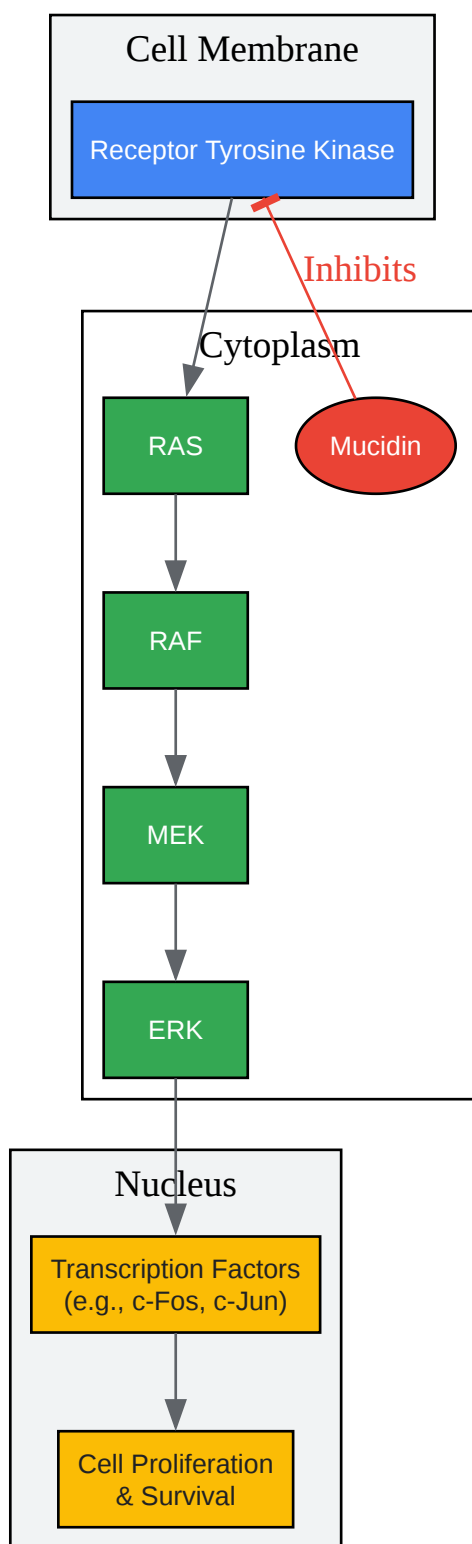 Cell Membrane
Receptor Tyrosine Kinase
Inhibits
Cytoplasm
RAS
Mucidin
RAF
MEK
ERK
Nucleus
Transcription Factors
(e.g., c-Fos, c-Jun)
Cell Proliferation
& Survival